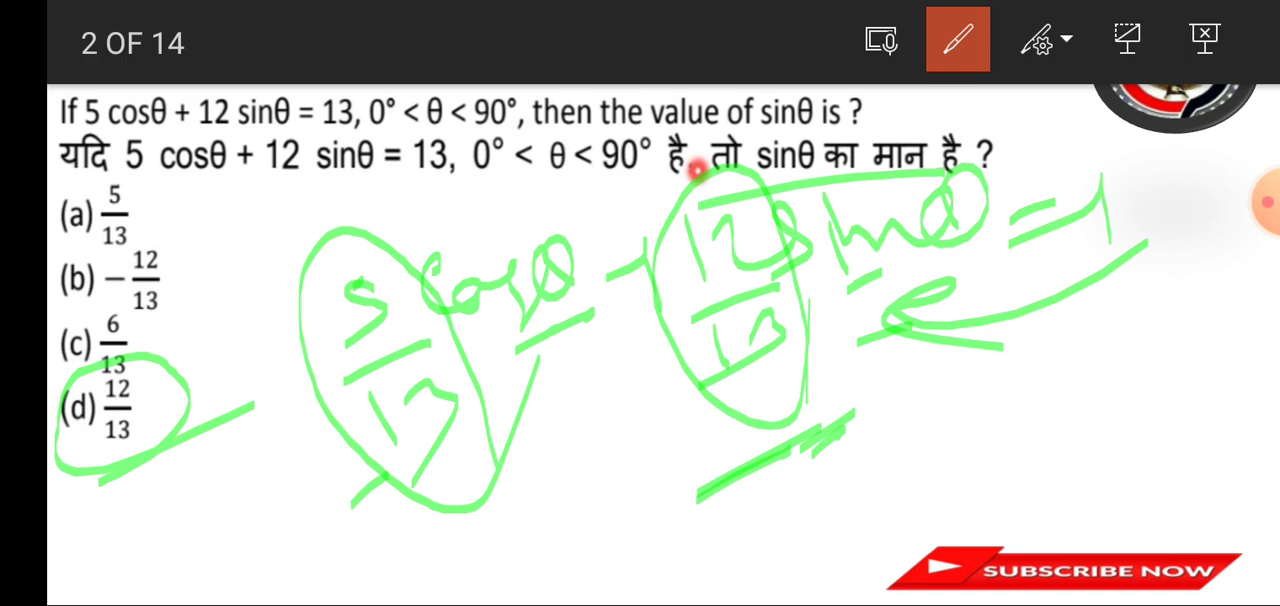 2 OF 14
If 5 cosθ + 12 sinθ = 13, 0° < θ < 90°, then the value of sinθ is ?
यदि 5 cosθ + 12 sinθ = 13, 0° < θ < 90° है, तो sinθ का मान है ?
(a) 5/13
(b) − 12/13
(c) 6/13
(d) 12/13
5/13 cosθ + 12/13 sinθ = 1
SUBSCRIBE NOW